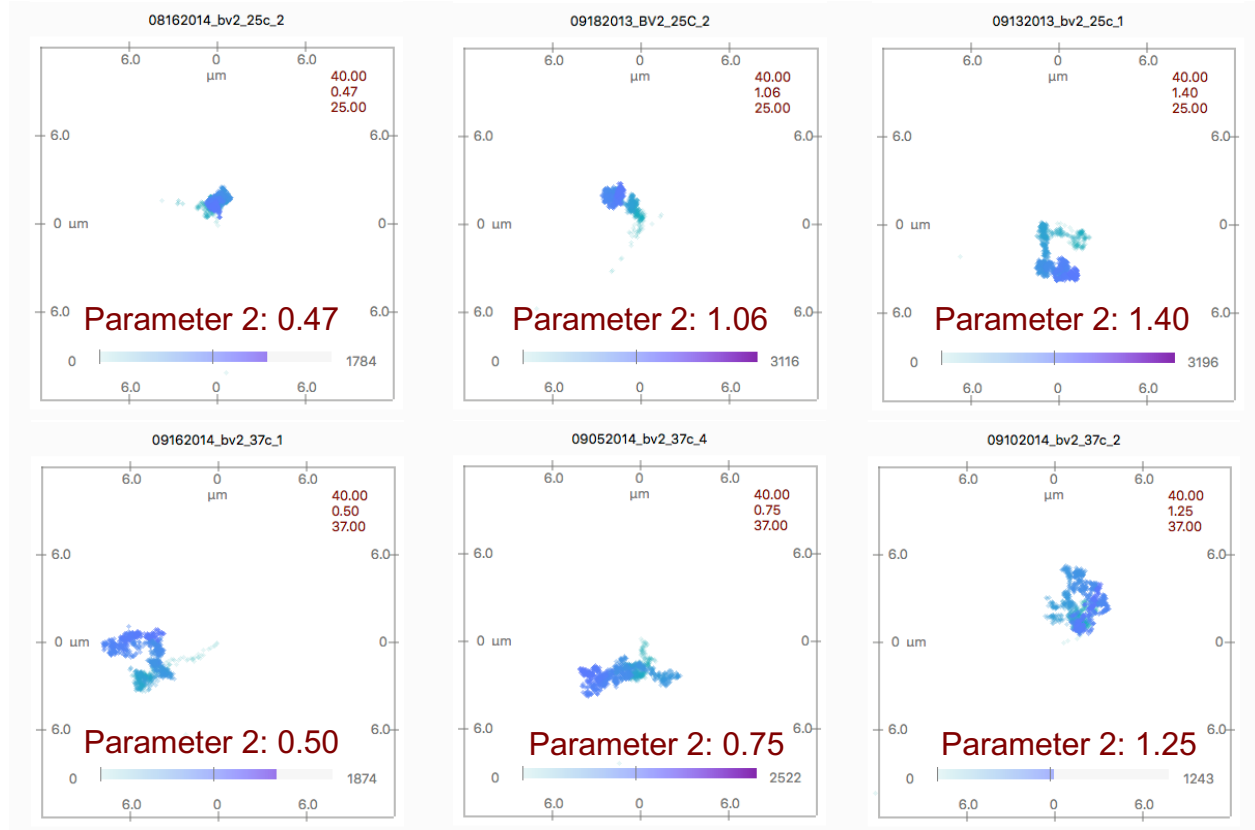 08162014_bv2_25c_2
6.0 0 6.0
µm
40.00
0.47
25.00
6.0 6.0
0 µm 0
6.0 6.0
Parameter 2: 0.47
0 1784
6.0 0 6.0
09182013_BV2_25C_2
6.0 0 6.0
µm
40.00
1.06
25.00
6.0 6.0
0 µm 0
6.0 6.0
Parameter 2: 1.06
0 3116
6.0 0 6.0
09132013_bv2_25c_1
6.0 0 6.0
µm
40.00
1.40
25.00
6.0 6.0
0 µm 0
6.0 6.0
Parameter 2: 1.40
0 3196
6.0 0 6.0
09162014_bv2_37c_1
6.0 0 6.0
µm
40.00
0.50
37.00
6.0 6.0
0 µm 0
6.0 6.0
Parameter 2: 0.50
0 1874
6.0 0 6.0
09052014_bv2_37c_4
6.0 0 6.0
µm
40.00
0.75
37.00
6.0 6.0
0 µm 0
6.0 6.0
Parameter 2: 0.75
0 2522
6.0 0 6.0
09102014_bv2_37c_2
6.0 0 6.0
µm
40.00
1.25
37.00
6.0 6.0
0 µm 0
6.0 6.0
Parameter 2: 1.25
0 1243
6.0 0 6.0